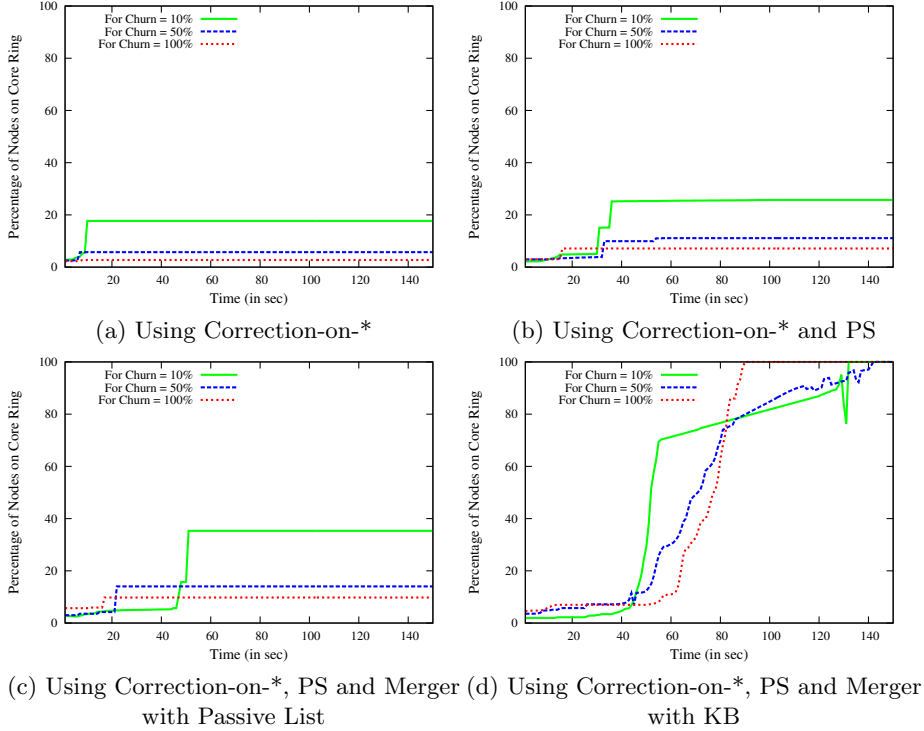 For Churn = 10%
For Churn = 50%
For Churn = 100%
Percentage of Nodes on Core Ring
100
80
60
40
20
0
20 40 60 80 100 120 140
Time (in sec)
(a) Using Correction-on-*
For Churn = 10%
For Churn = 50%
For Churn = 100%
Percentage of Nodes on Core Ring
100
80
60
40
20
0
20 40 60 80 100 120 140
Time (in sec)
(b) Using Correction-on-* and PS
For Churn = 10%
For Churn = 50%
For Churn = 100%
Percentage of Nodes on Core Ring
100
80
60
40
20
0
20 40 60 80 100 120 140
Time (in sec)
(c) Using Correction-on-*, PS and Merger
with Passive List
For Churn = 10%
For Churn = 50%
For Churn = 100%
Percentage of Nodes on Core Ring
100
80
60
40
20
0
20 40 60 80 100 120 140
Time (in sec)
(d) Using Correction-on-*, PS and Merger
with KB